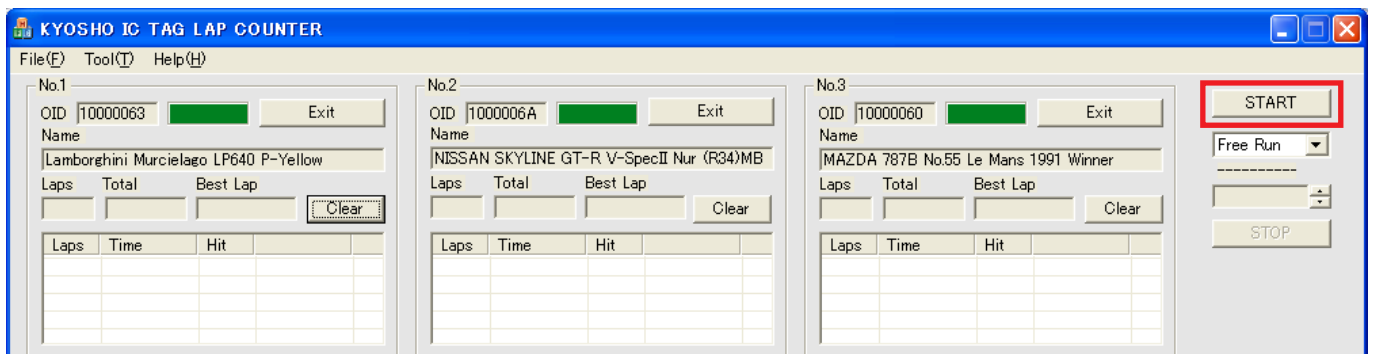 KYOSHO IC TAG LAP COUNTER
File(F) Tool(T) Help(H)
No.1
OID 10000063 Exit
Name
Lamborghini Murcielago LP640 P-Yellow
Laps Total Best Lap
Clear
Laps Time Hit
No.2
OID 1000006A Exit
Name
NISSAN SKYLINE GT-R V-SpecⅡ Nur (R34)MB
Laps Total Best Lap
Clear
Laps Time Hit
No.3
OID 10000060 Exit
Name
MAZDA 787B No.55 Le Mans 1991 Winner
Laps Total Best Lap
Clear
Laps Time Hit
START
Free Run
----------
STOP